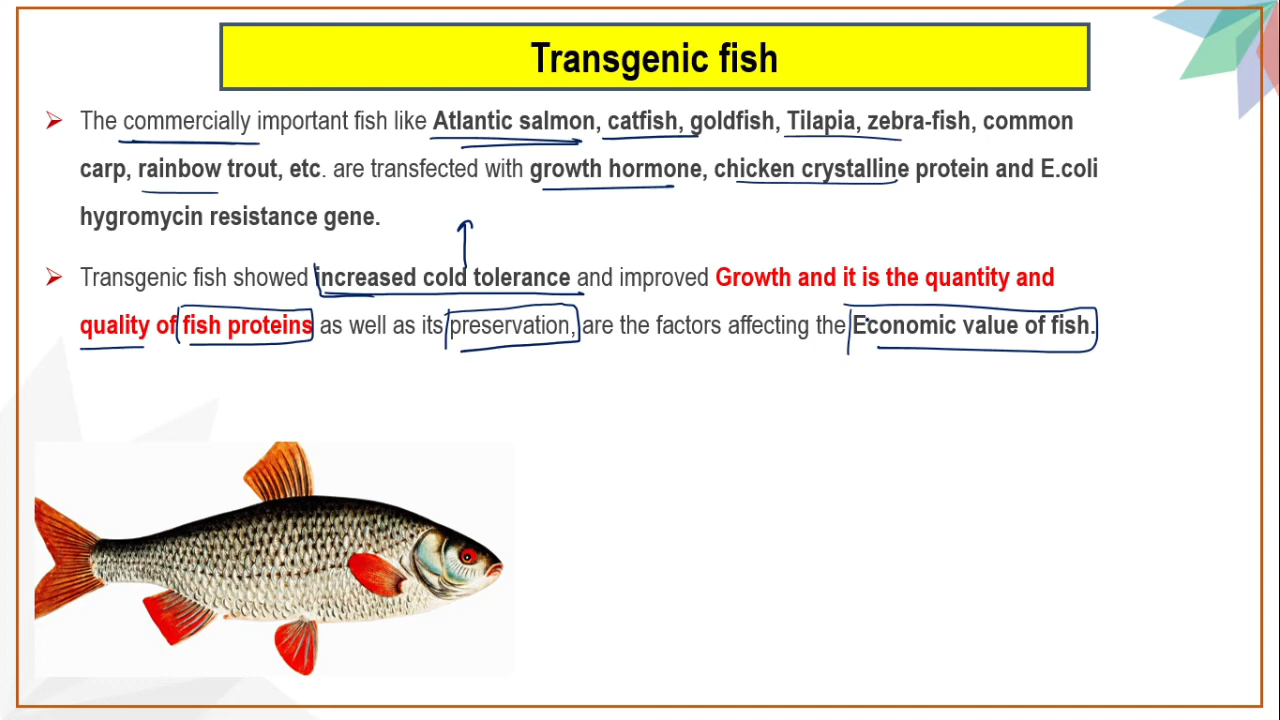 Transgenic fish
The commercially important fish like Atlantic salmon, catfish, goldfish, Tilapia, zebra-fish, common
carp, rainbow trout, etc. are transfected with growth hormone, chicken crystalline protein and E.coli
hygromycin resistance gene.
Transgenic fish showed increased cold tolerance and improved Growth and it is the quantity and
quality of fish proteins as well as its preservation, are the factors affecting the Economic value of fish.